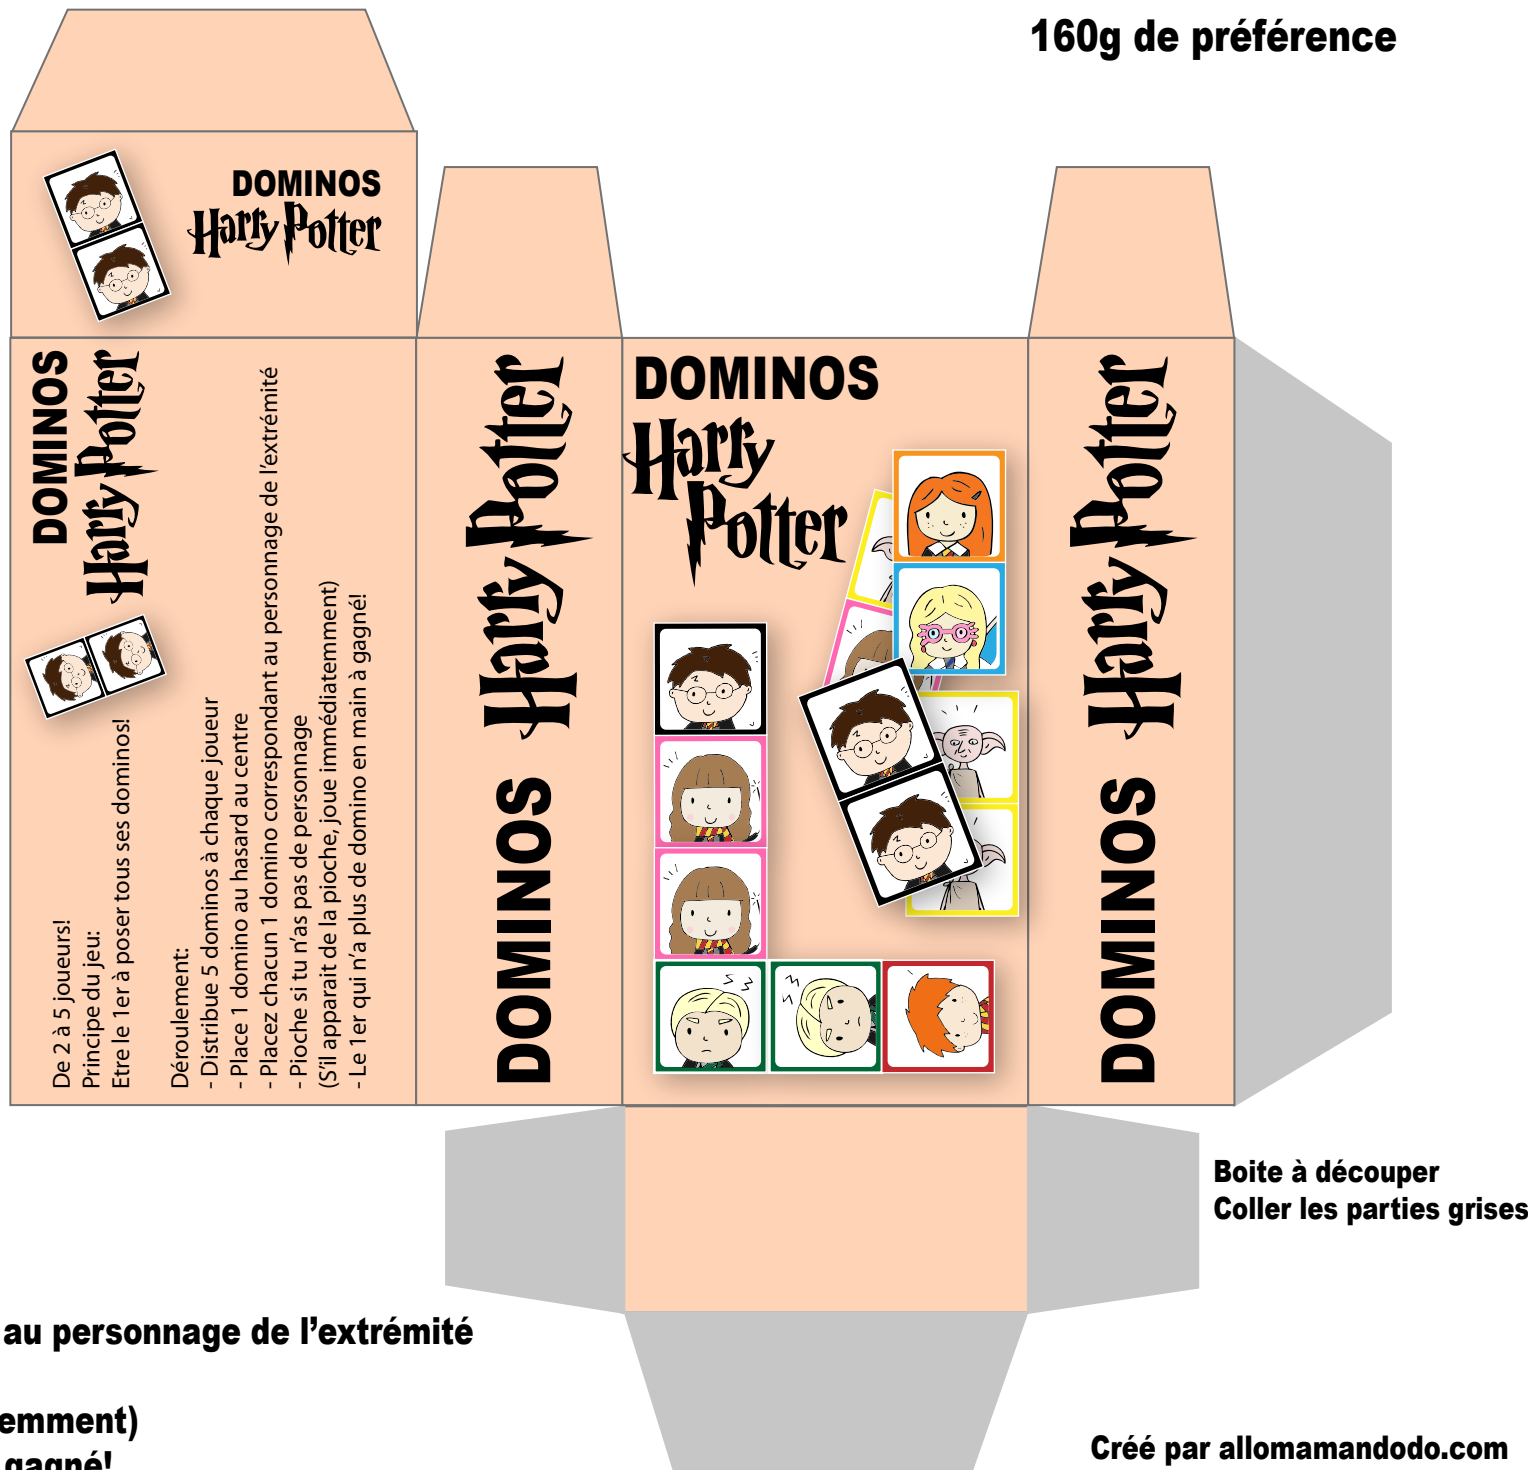 160g de préférence
DOMINOS
Harry Potter
DOMINOS
Harry Potter
De 2 à 5 joueurs!
Principe du jeu:
Etre le 1er à poser tous ses dominos!
Déroulement:
- Distribue 5 dominos à chaque joueur
- Place 1 domino au hasard au centre
- Placez chacun 1 domino correspondant au personnage de l'extrémité
- Pioche si tu n'as pas de personnage
(S'il apparait de la pioche, joue immédiatemment)
- Le 1er qui n'a plus de domino en main à gagné!
DOMINOS Harry Potter
DOMINOS
Harry
Potter
DOMINOS Harry Potter
Boite à découper
Coller les parties grises
au personnage de l'extrémité
emment)
gagné!
Créé par allomamandodo.com